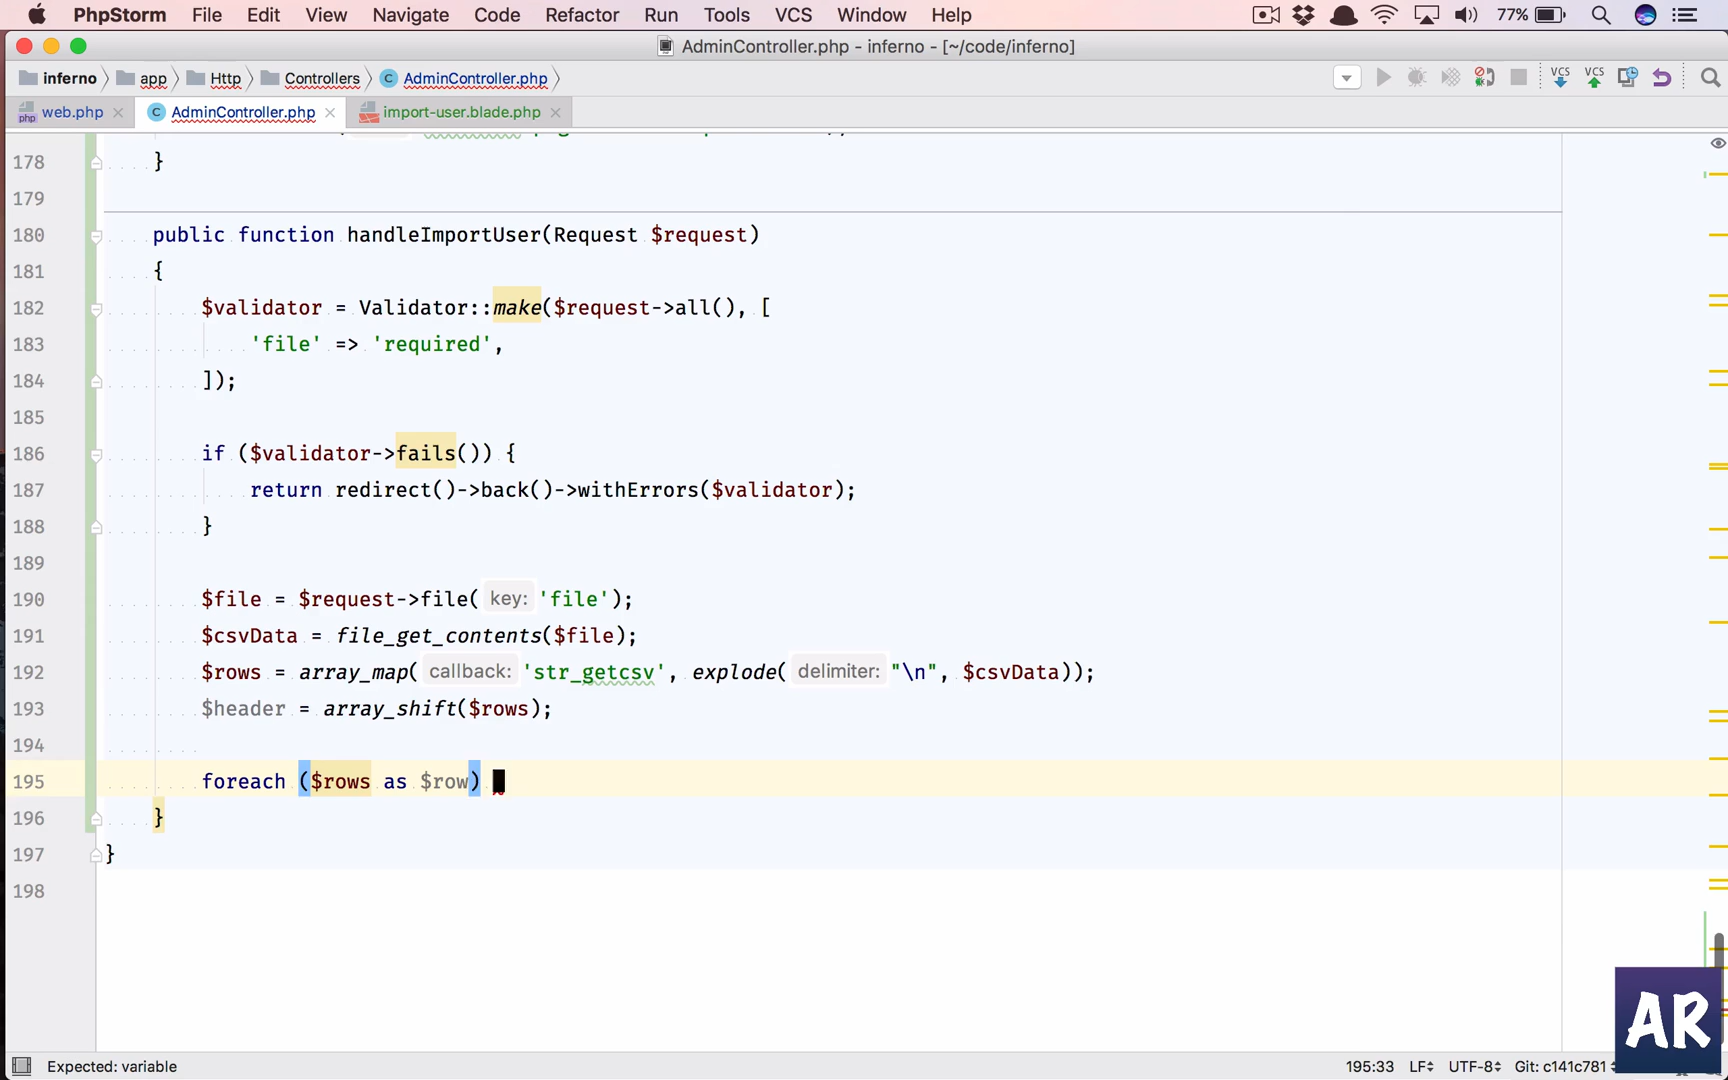 PhpStorm File Edit View Navigate Code Refactor Run Tools VCS Window Help 77%
AdminController.php - inferno - [~/code/inferno]
inferno app Http Controllers C AdminController.php VCS VCS
php web.php C AdminController.php import-user.blade.php
178 }
179
180 public function handleImportUser(Request $request)
181 {
182 $validator = Validator::make($request->all(), [
183 'file' => 'required',
184 ]);
185
186 if ($validator->fails()) {
187 return redirect()->back()->withErrors($validator);
188 }
189
190 $file = $request->file( key: 'file');
191 $csvData = file_get_contents($file);
192 $rows = array_map( callback: 'str_getcsv', explode( delimiter: "\n", $csvData));
193 $header = array_shift($rows);
194
195 foreach ($rows as $row)
196 }
197 }
198
AR
Expected: variable 195:33 LF UTF-8 Git: c141c781